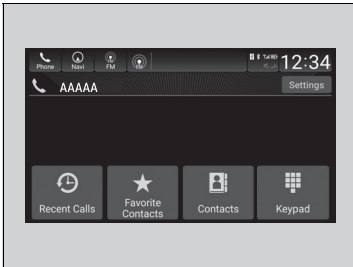 Phone Navi FM
12:34
AAAAA
Settings
Recent Calls
Favorite
Contacts
Contacts
Keypad